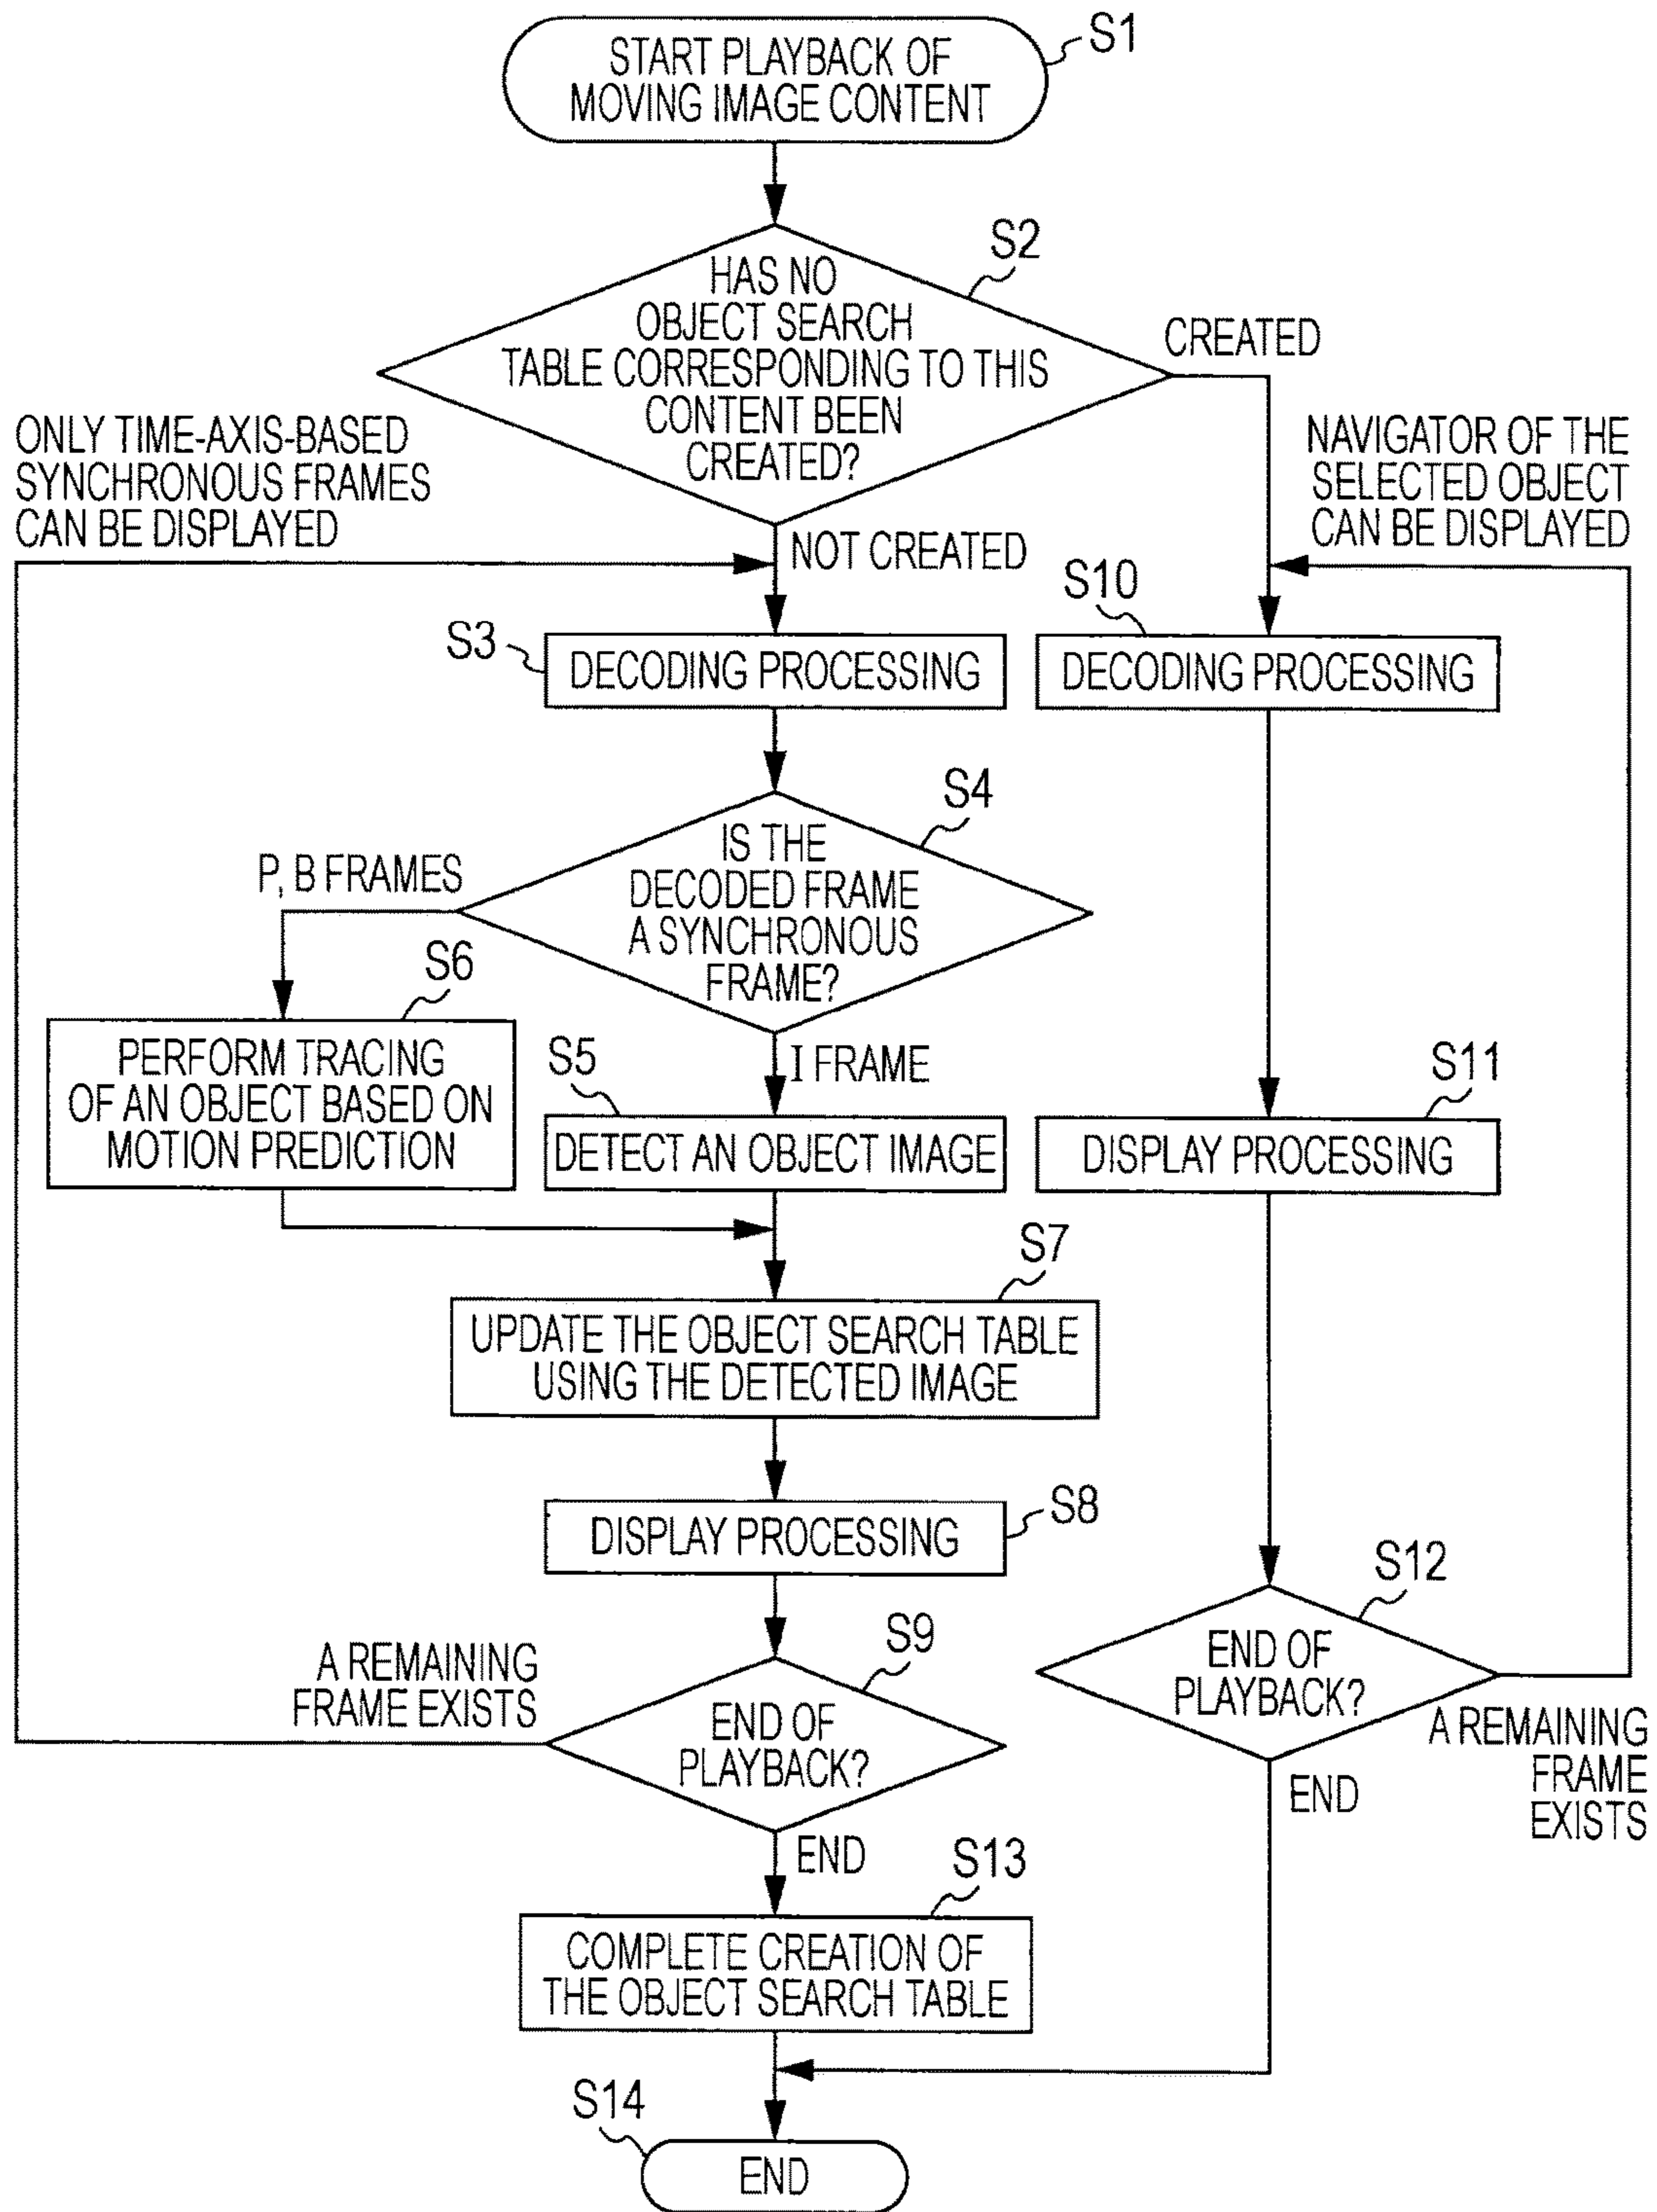 START PLAYBACK OF
MOVING IMAGE CONTENT
S1
S2
HAS NO
OBJECT SEARCH
TABLE CORRESPONDING TO THIS
CONTENT BEEN
CREATED?
CREATED
ONLY TIME-AXIS-BASED
SYNCHRONOUS FRAMES
CAN BE DISPLAYED
NAVIGATOR OF THE
SELECTED OBJECT
CAN BE DISPLAYED
NOT CREATED
S3
DECODING PROCESSING
S10
DECODING PROCESSING
S4
IS THE
DECODED FRAME
A SYNCHRONOUS
FRAME?
P, B FRAMES
S6
PERFORM TRACING
OF AN OBJECT BASED ON
MOTION PREDICTION
I FRAME
S5
DETECT AN OBJECT IMAGE
S11
DISPLAY PROCESSING
S7
UPDATE THE OBJECT SEARCH TABLE
USING THE DETECTED IMAGE
S8
DISPLAY PROCESSING
S9
END OF
PLAYBACK?
A REMAINING
FRAME EXISTS
S12
END OF
PLAYBACK?
A REMAINING
FRAME
EXISTS
END
END
S13
COMPLETE CREATION OF
THE OBJECT SEARCH TABLE
S14
END